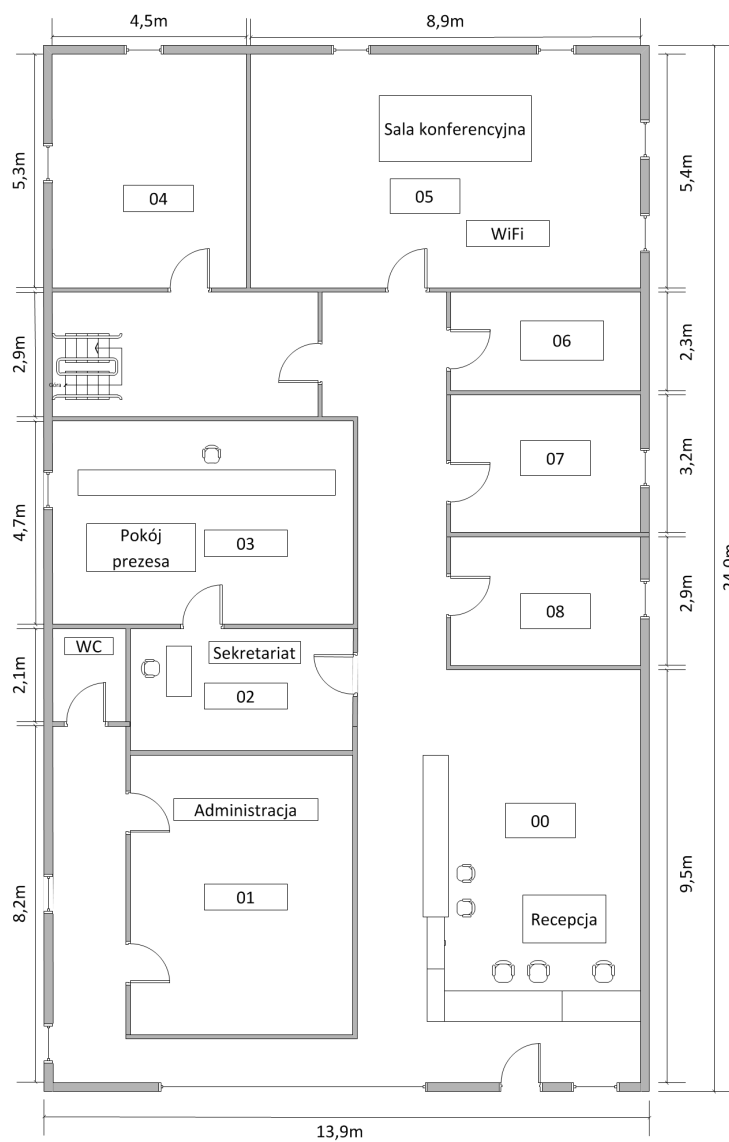 4,5m
8,9m
Sala konferencyjna
5,3m
04
05
5,4m
WiFi
2,9m
Góra
06
2,3m
07
3,2m
4,7m
Pokój
prezesa
03
08
2,9m
WC
Sekretariat
2,1m
02
Administracja
00
8,2m
01
Recepcja
9,5m
13,9m